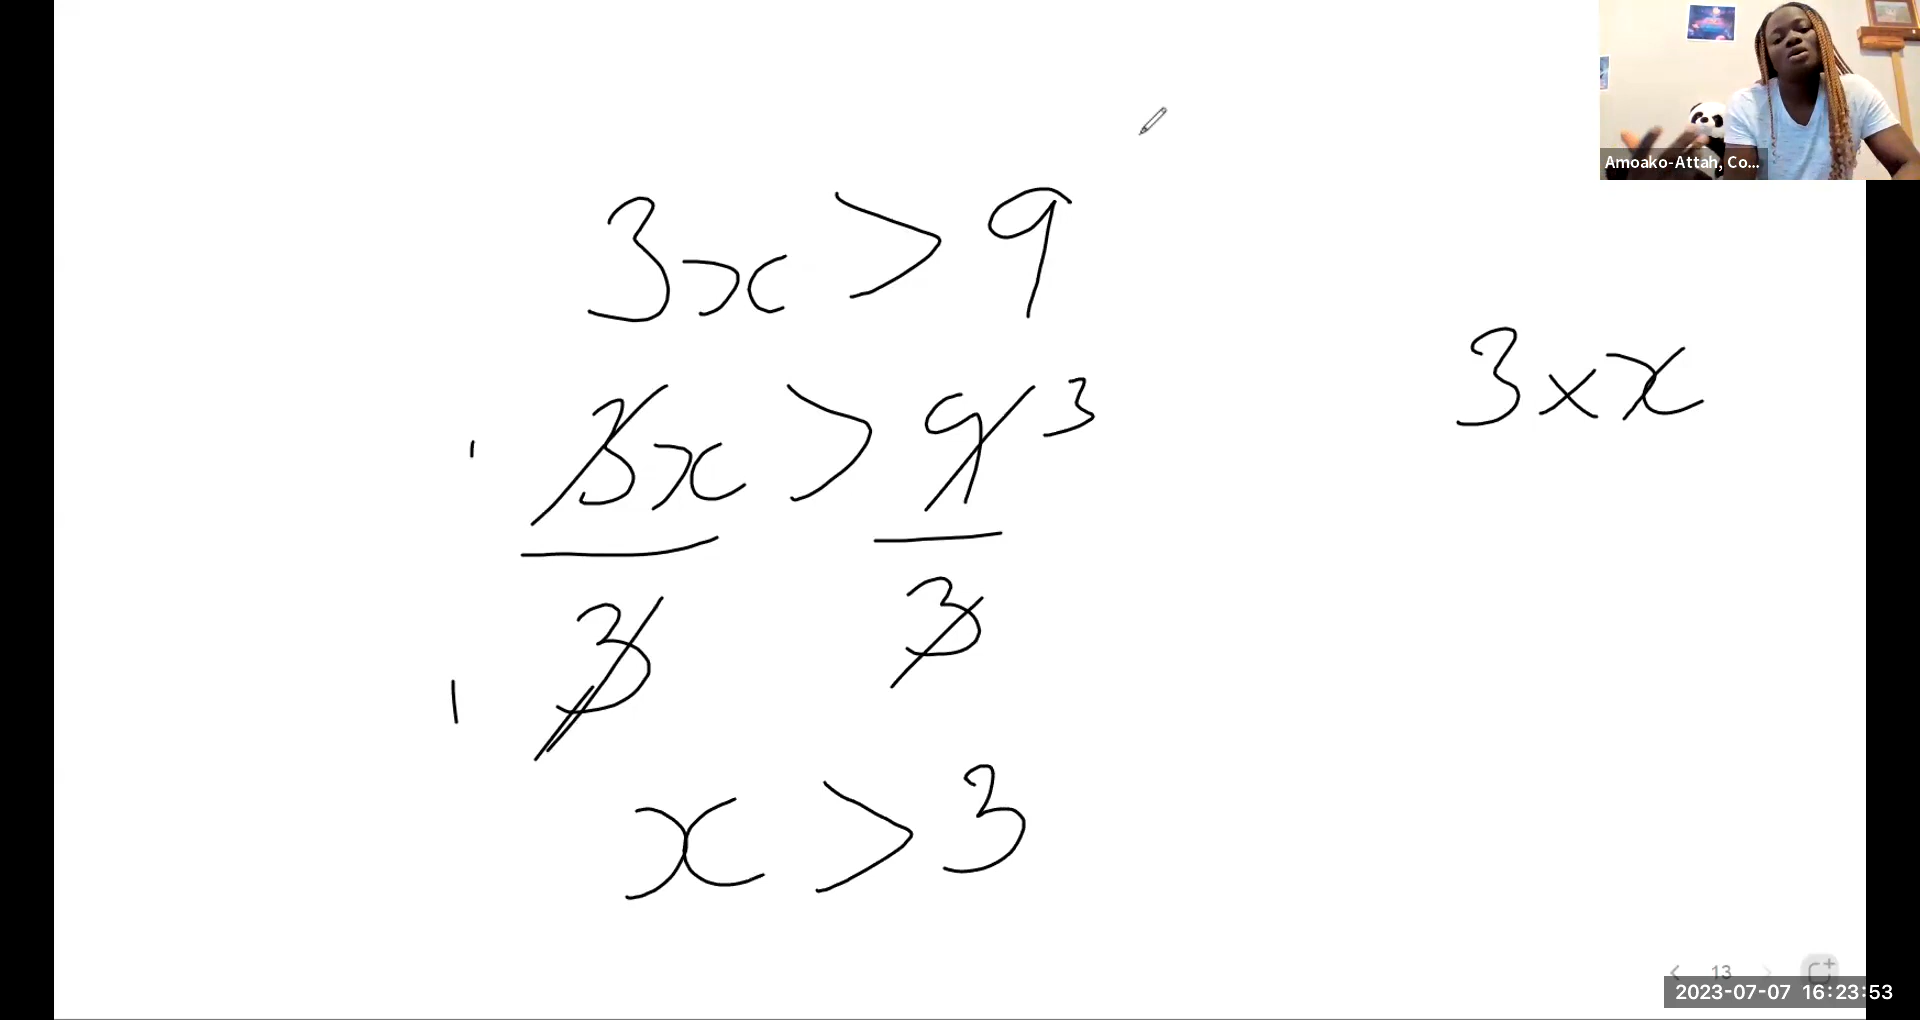 Amoako-Attah, Co...
3x > 9
3 × x
1 3x > 9 3
3 3
1
x > 3
13
2023-07-07 16:23:53